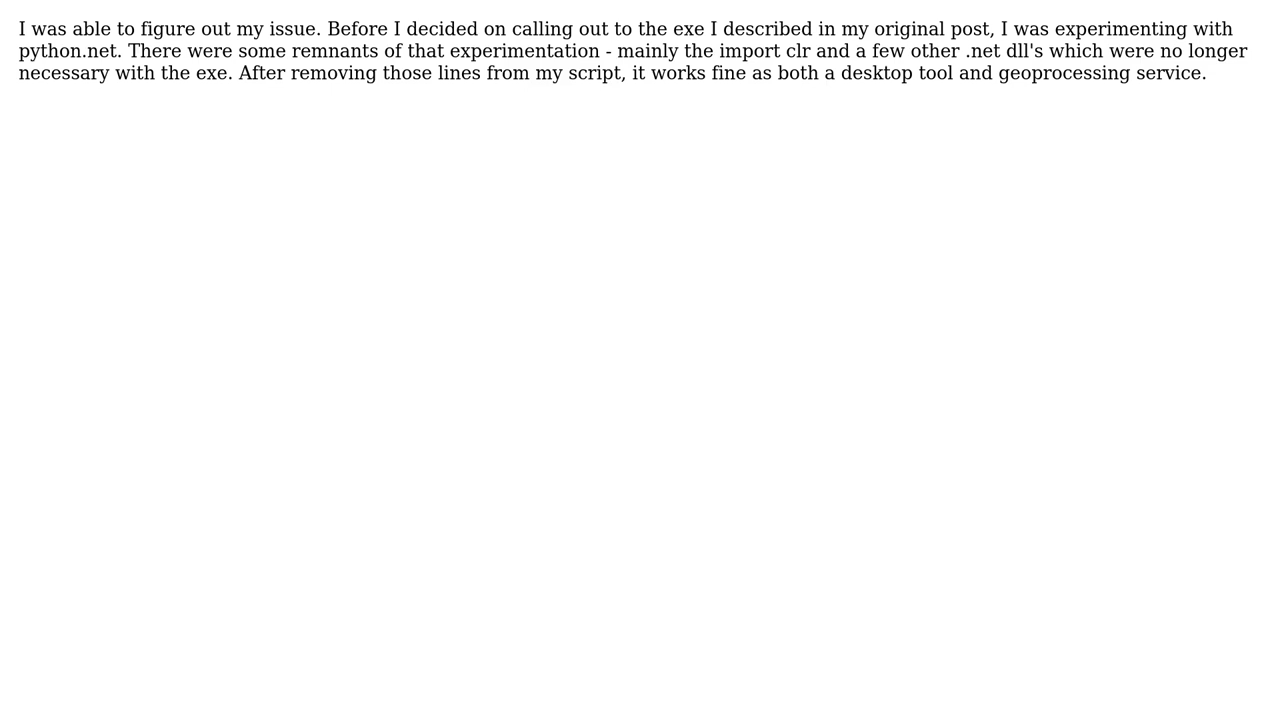 I was able to figure out my issue. Before I decided on calling out to the exe I described in my original post, I was experimenting with
python.net. There were some remnants of that experimentation - mainly the import clr and a few other .net dll's which were no longer
necessary with the exe. After removing those lines from my script, it works fine as both a desktop tool and geoprocessing service.